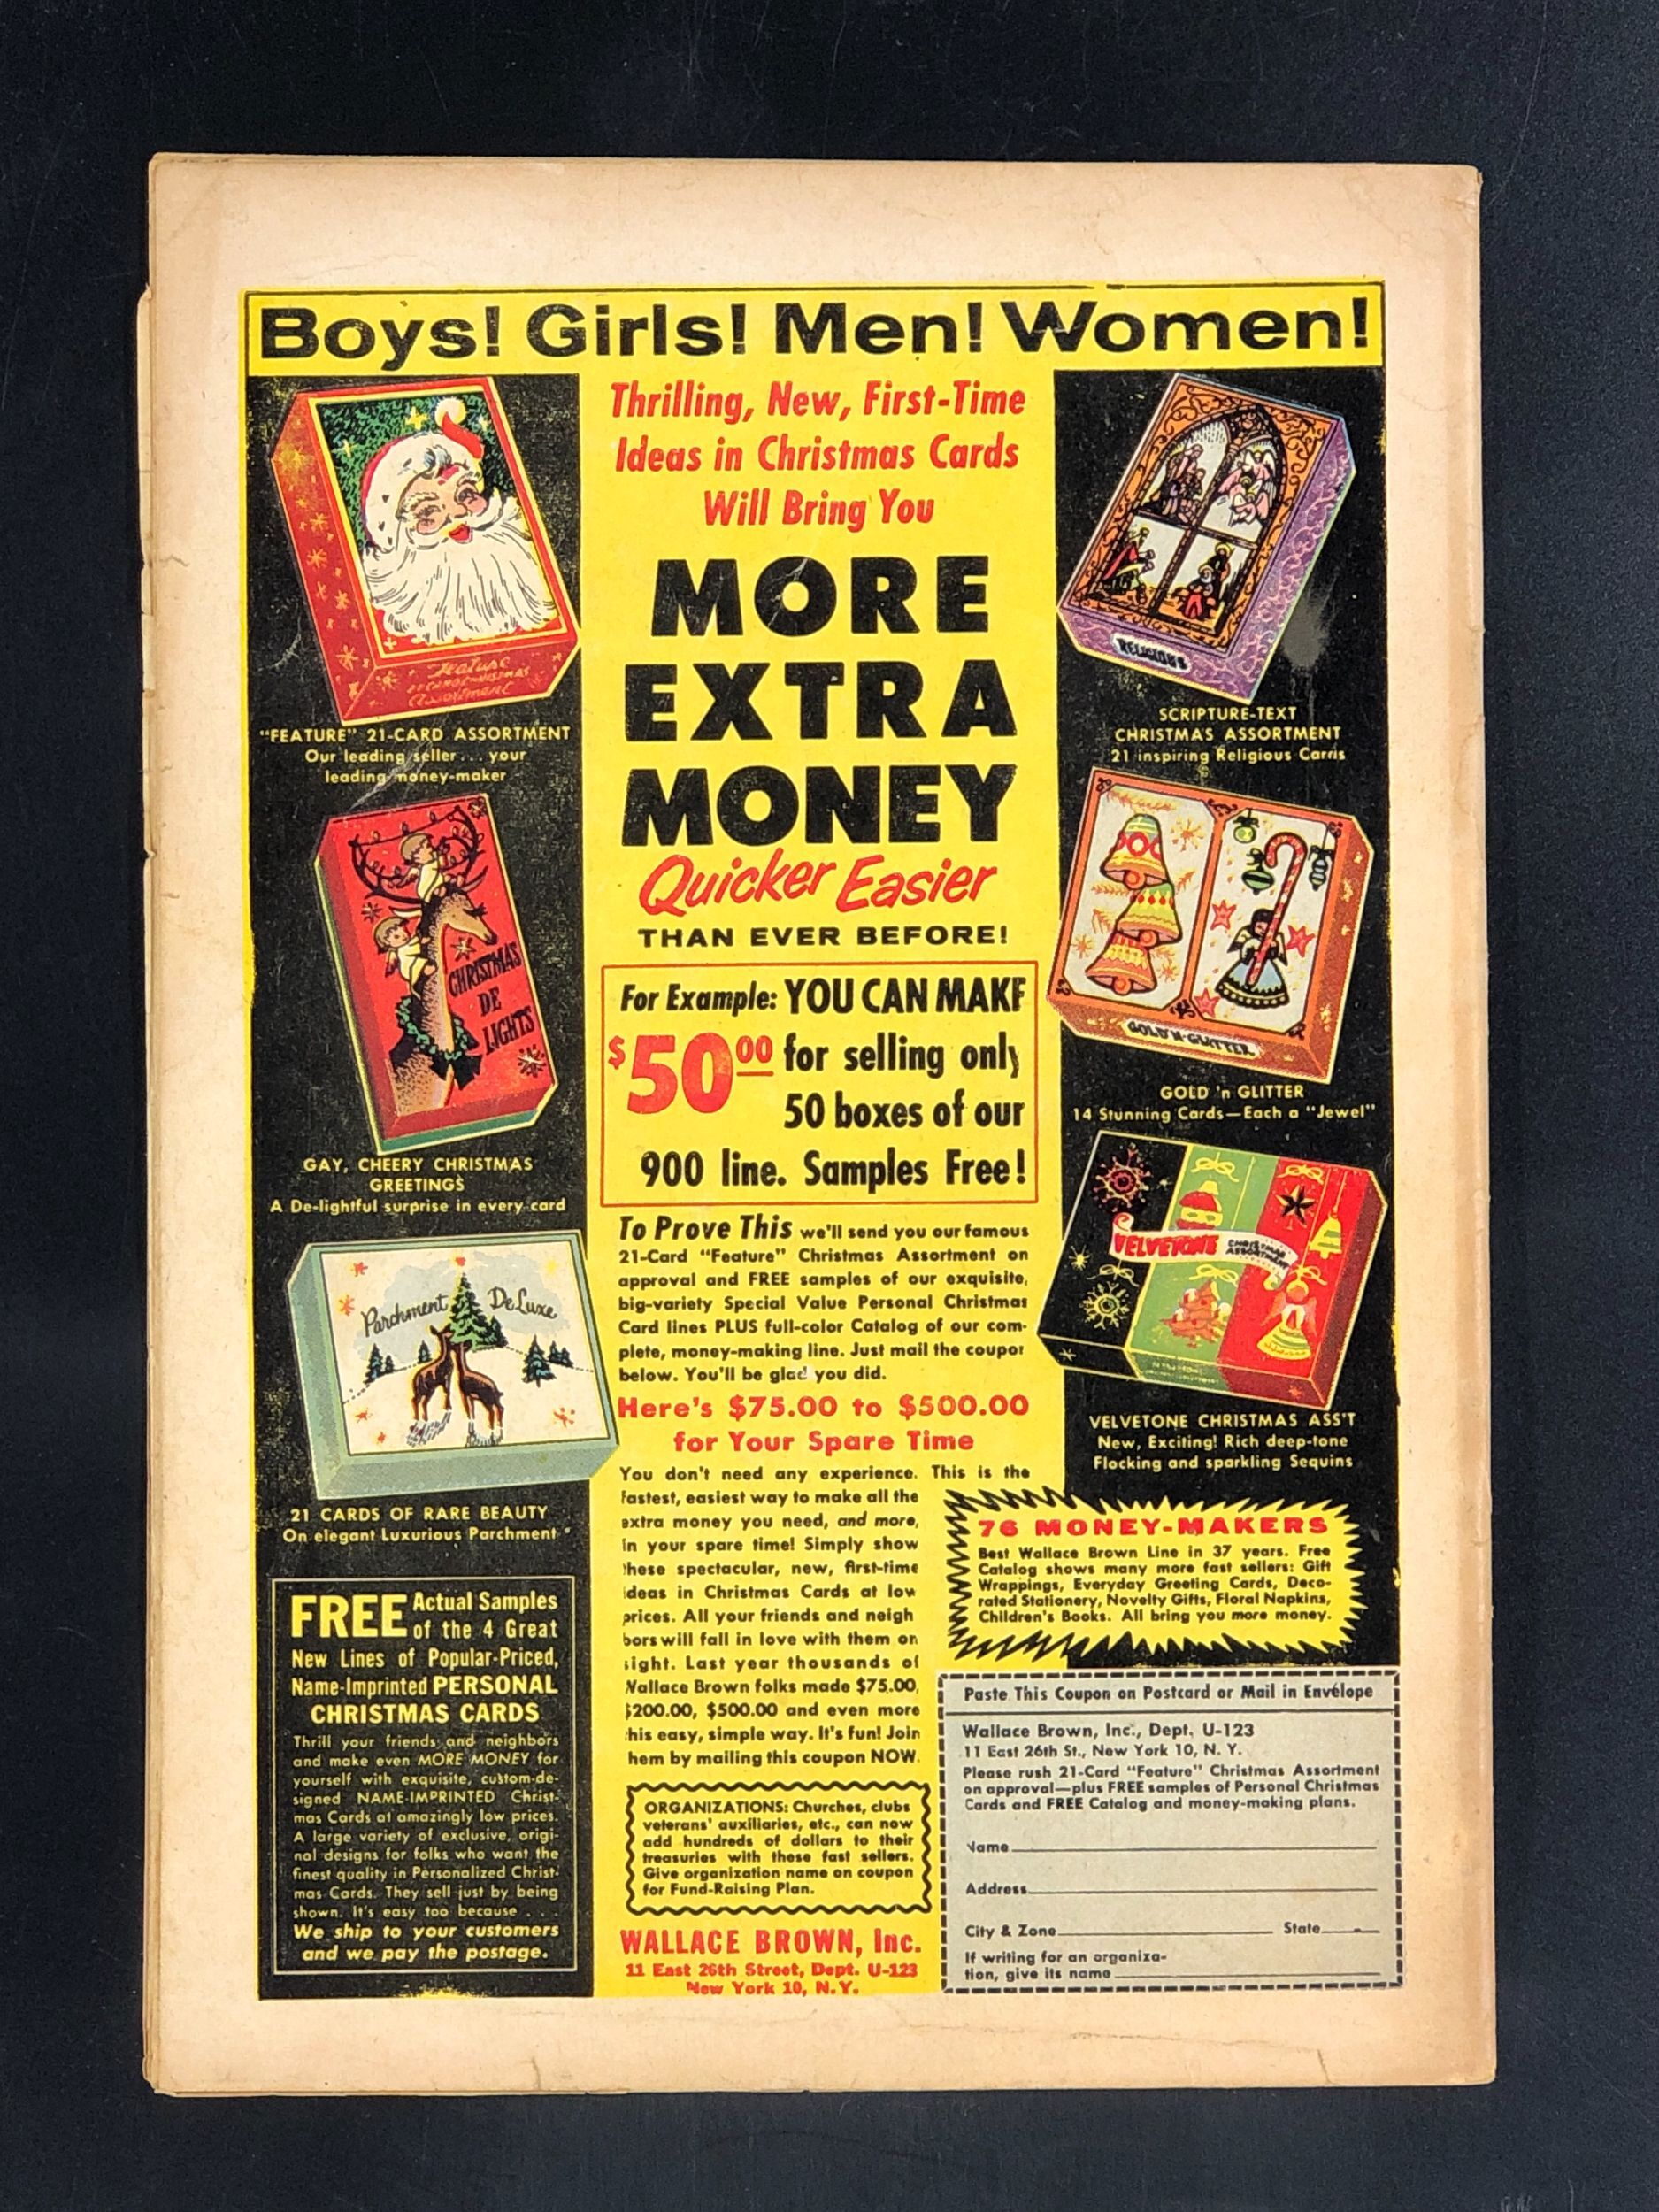 Boys! Girls! Men! Women!
Thrilling, New, First-Time
Ideas in Christmas Cards
Will Bring You
MORE
EXTRA
MONEY
Quicker Easier
THAN EVER BEFORE!
For Example: YOU CAN MAKE
$50.00 for selling only
50 boxes of our
900 line. Samples Free!
To Prove This we'll send you our famous
21-Card "Feature" Christmas Assortment on
approval and FREE samples of our exquisite,
big-variety Special Value Personal Christmas
Card lines PLUS full-color Catalog of our com-
plete, money-making line. Just mail the coupon
below. You'll be glad you did.
Here's $75.00 to $500.00
for Your Spare Time
You don't need any experience. This is the
fastest, easiest way to make all the
extra money you need, and more,
in your spare time! Simply show
these spectacular, new, first-time
ideas in Christmas Cards at low
prices. All your friends and neigh
bors will fall in love with them on
sight. Last year thousands of
Wallace Brown folks made $75.00,
$200.00, $500.00 and even more
this easy, simple way. It's fun! Join
them by mailing this coupon NOW.
ORGANIZATIONS: Churches, clubs
veterans' auxiliaries, etc., can now
add hundreds of dollars to their
treasuries with these fast sellers.
Give organization name on coupon
for Fund-Raising Plan.
WALLACE BROWN, Inc.
11 East 26th Street, Dept. U-123
New York 10, N.Y.
Feature
Assortment
"FEATURE" 21-CARD ASSORTMENT
Our leading seller... your
leading money-maker
CHRISTMAS
DE
LIGHTS
GAY, CHEERY CHRISTMAS
GREETINGS
A De-lightful surprise in every card
Parchment DeLuxe
21 CARDS OF RARE BEAUTY
On elegant Luxurious Parchment
FREE Actual Samples
of the 4 Great
New Lines of Popular-Priced,
Name-Imprinted PERSONAL
CHRISTMAS CARDS
Thrill your friends and neighbors
and make even MORE MONEY for
yourself with exquisite, custom-de-
signed NAME-IMPRINTED Christ-
mas Cards at amazingly low prices.
A large variety of exclusive, origi-
nal designs for folks who want the
finest quality in Personalized Christ-
mas Cards. They sell just by being
shown. It's easy too because . . .
We ship to your customers
and we pay the postage.
RELIGIOUS
SCRIPTURE-TEXT
CHRISTMAS ASSORTMENT
21 inspiring Religious Cards
GOLD'N-GLITTER
GOLD 'n GLITTER
14 Stunning Cards—Each a "Jewel"
VELVETONE CHRISTMAS
ASSORTMENT
VELVETONE CHRISTMAS ASS'T
New, Exciting! Rich deep-tone
Flocking and sparkling Sequins
76 MONEY-MAKERS
Best Wallace Brown Line in 37 years. Free
Catalog shows many more fast sellers: Gift
Wrappings, Everyday Greeting Cards, Deco-
rated Stationery, Novelty Gifts, Floral Napkins,
Children's Books. All bring you more money.
Paste This Coupon on Postcard or Mail in Envelope
Wallace Brown, Inc., Dept. U-123
11 East 26th St., New York 10, N. Y.
Please rush 21-Card "Feature" Christmas Assortment
on approval—plus FREE samples of Personal Christmas
Cards and FREE Catalog and money-making plans.
Name
Address
City & Zone State
If writing for an organiza-
tion, give its name